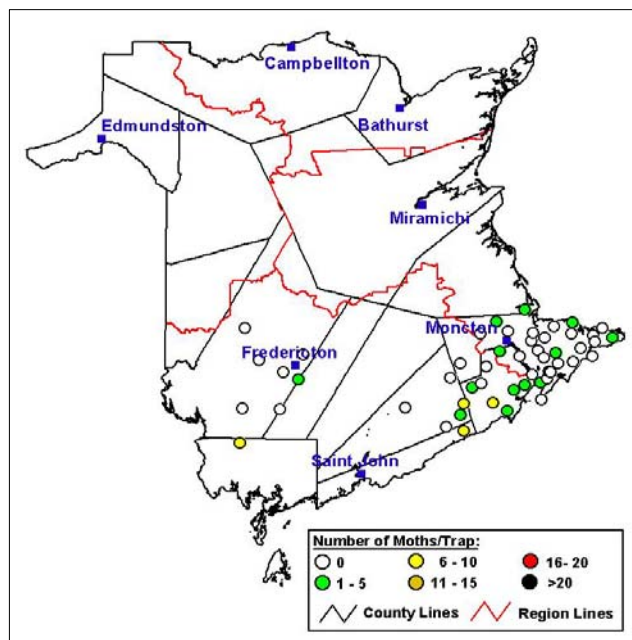 Campbellton
Edmundston
Bathurst
Miramichi
Moncton
Fredericton
Saint John
Number of Moths/Trap:
0 6 - 10 16- 20
1 - 5 11 - 15 >20
County Lines Region Lines